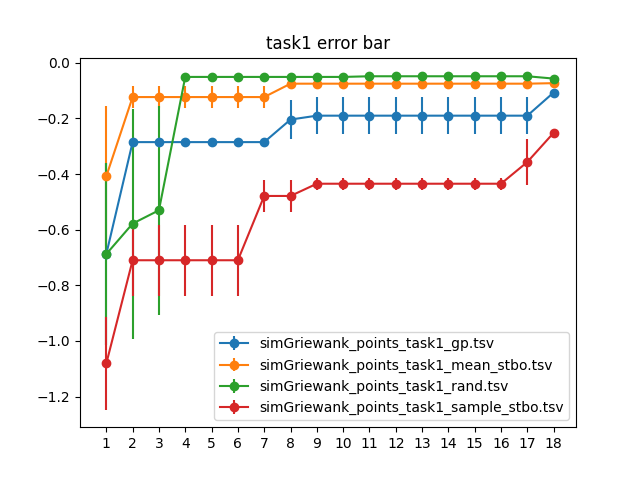 task1 error bar
0.0
−0.2
−0.4
−0.6
−0.8
−1.0
−1.2
simGriewank_points_task1_gp.tsv
simGriewank_points_task1_mean_stbo.tsv
simGriewank_points_task1_rand.tsv
simGriewank_points_task1_sample_stbo.tsv
1 2 3 4 5 6 7 8 9 10 11 12 13 14 15 16 17 18